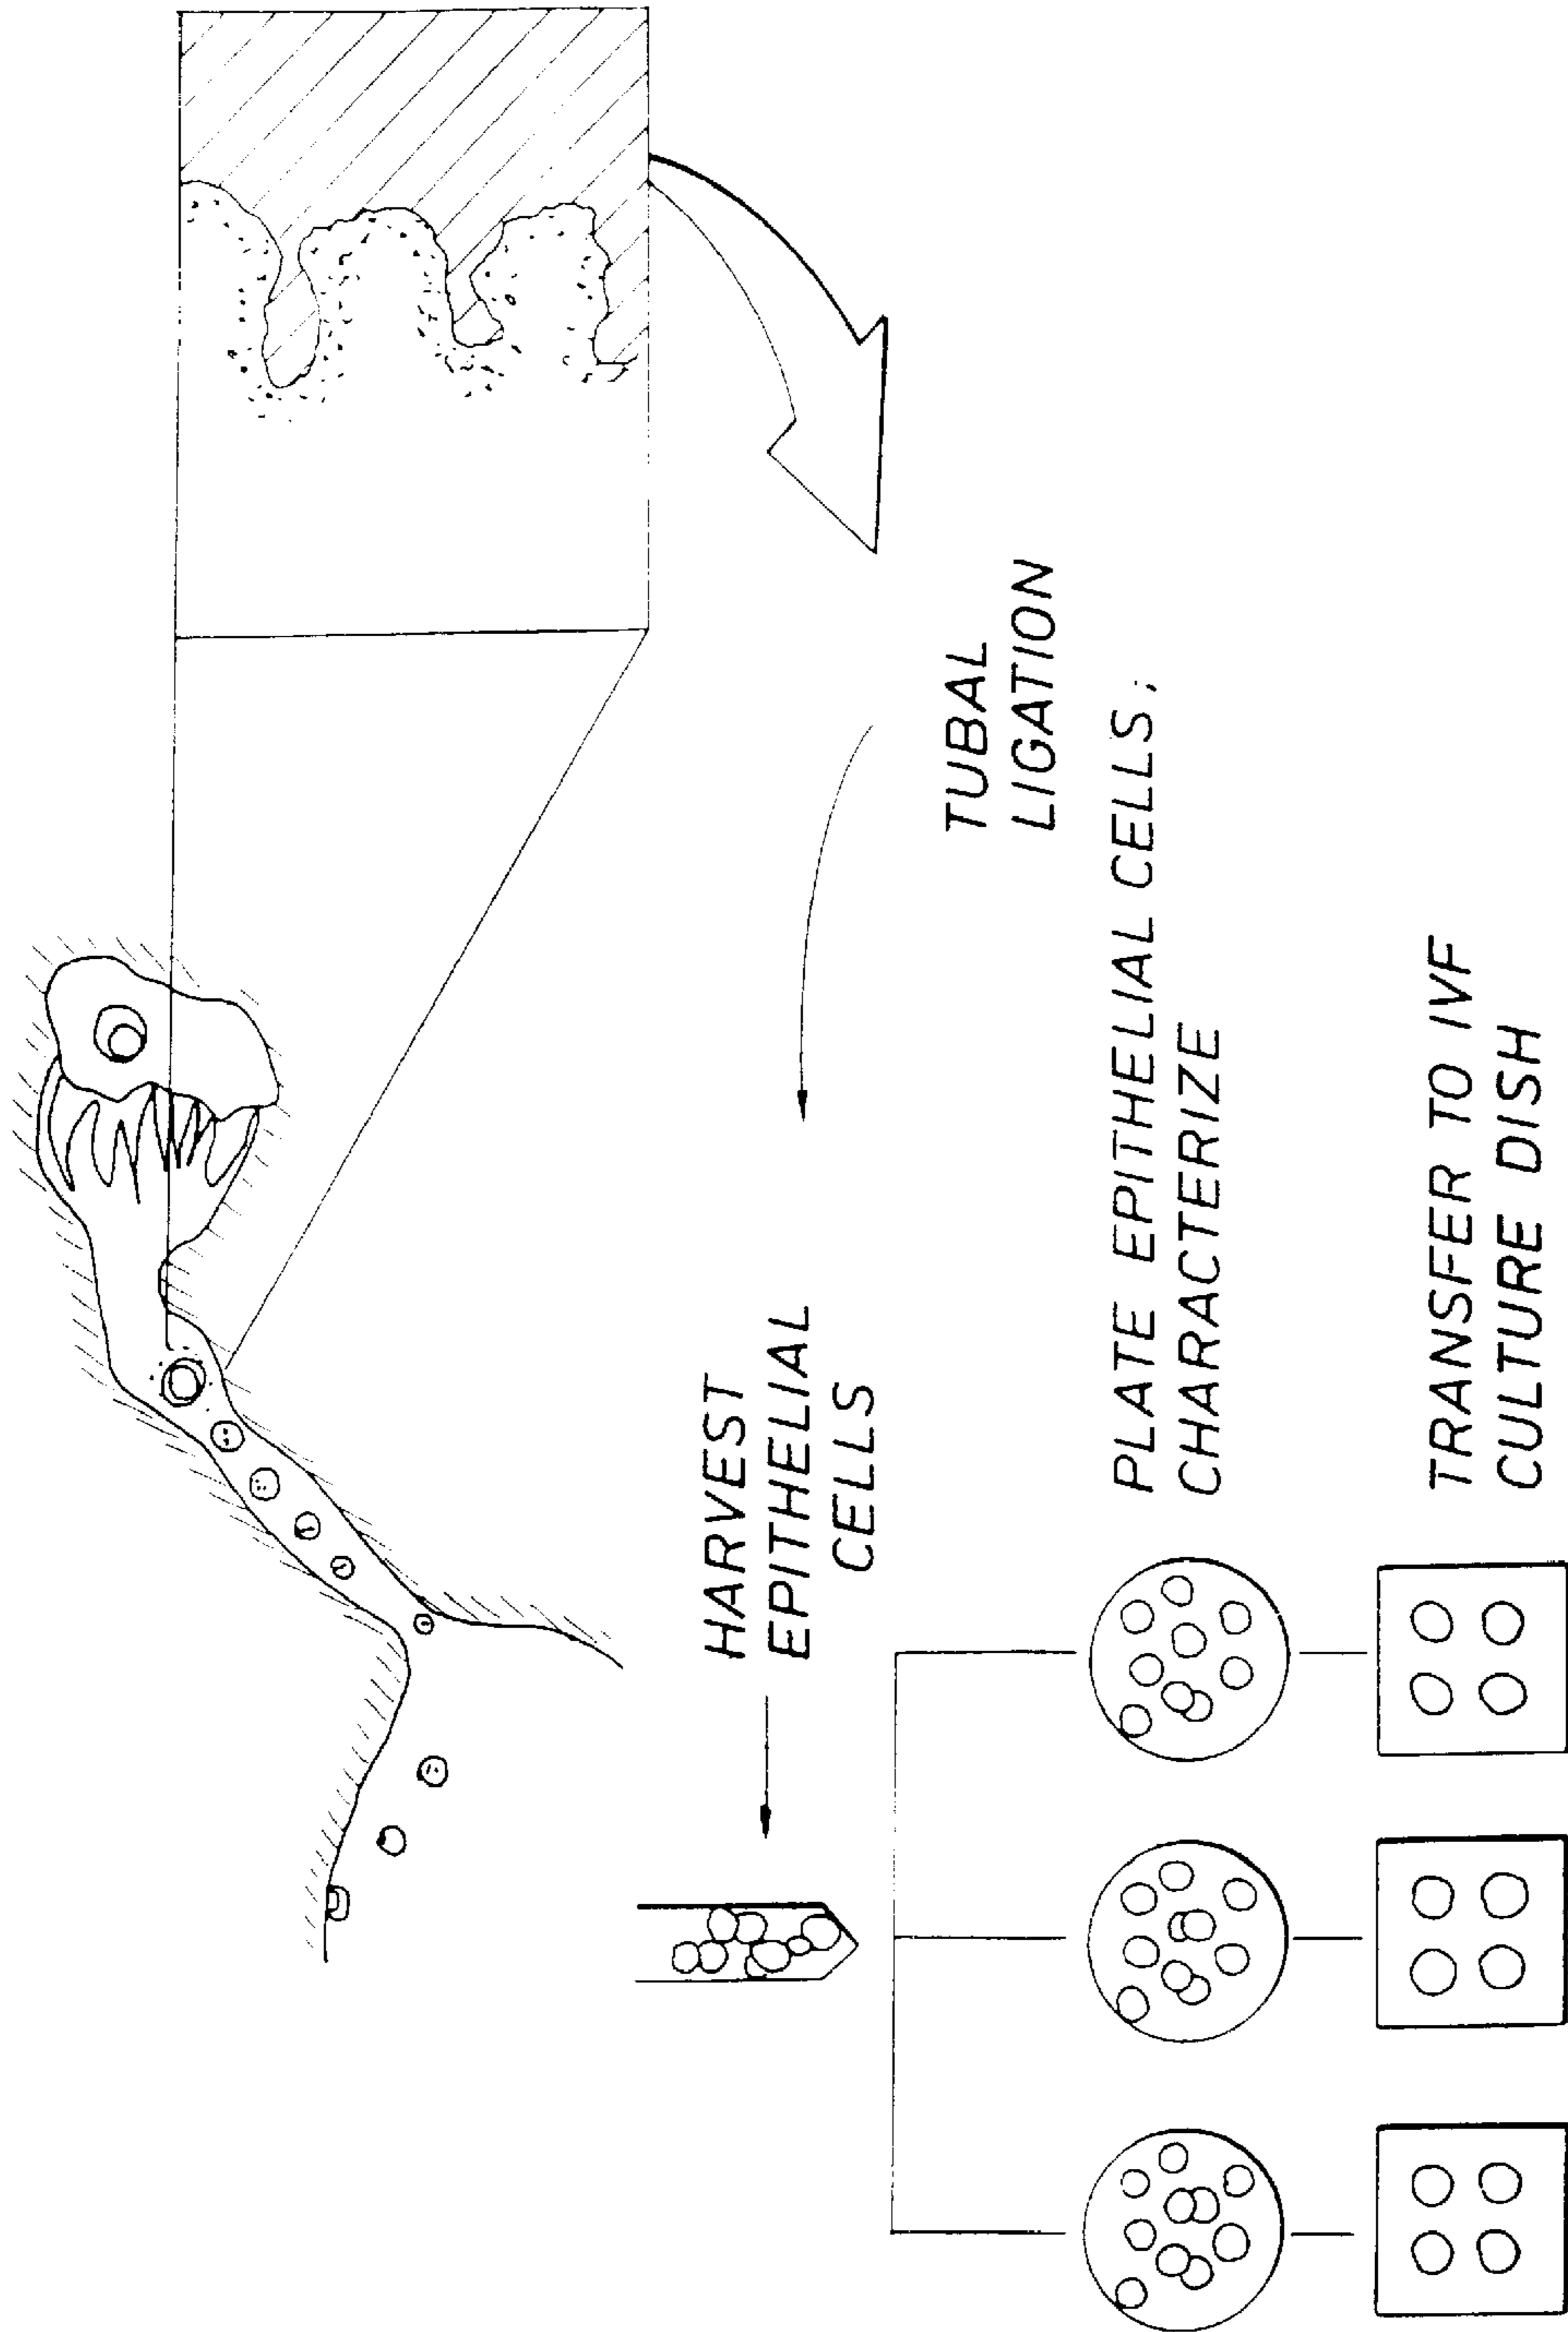 TUBAL
LIGATION
HARVEST
EPITHELIAL
CELLS
PLATE EPITHELIAL CELLS;
CHARACTERIZE
TRANSFER TO IVF
CULTURE DISH